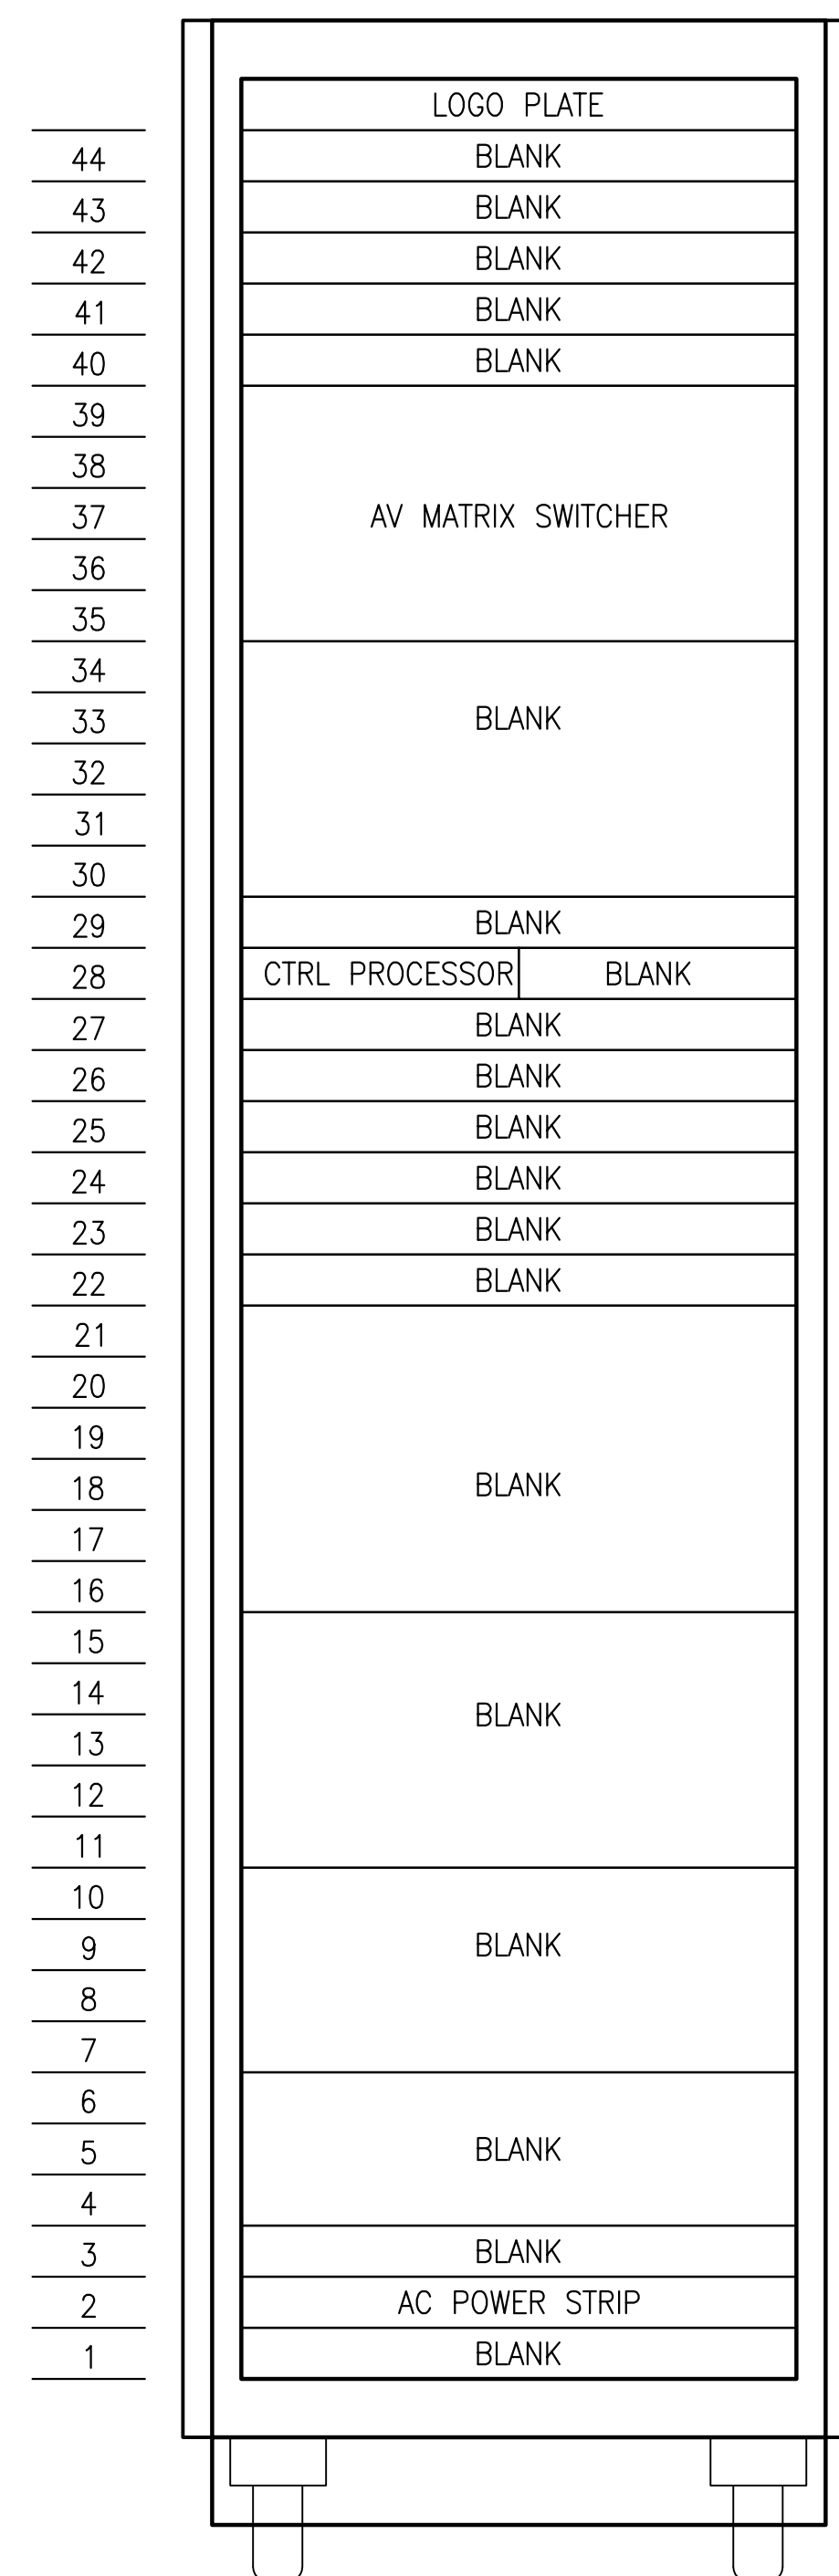 LOGO PLATE
44 BLANK
43 BLANK
42 BLANK
41 BLANK
40 BLANK
39
38
37 AV MATRIX SWITCHER
36
35
34
33 BLANK
32
31
30
29 BLANK
28 CTRL PROCESSOR BLANK
27 BLANK
26 BLANK
25 BLANK
24 BLANK
23 BLANK
22 BLANK
21
20
19
18 BLANK
17
16
15
14 BLANK
13
12
11
10
9 BLANK
8
7
6
5 BLANK
4
3 BLANK
2 AC POWER STRIP
1 BLANK